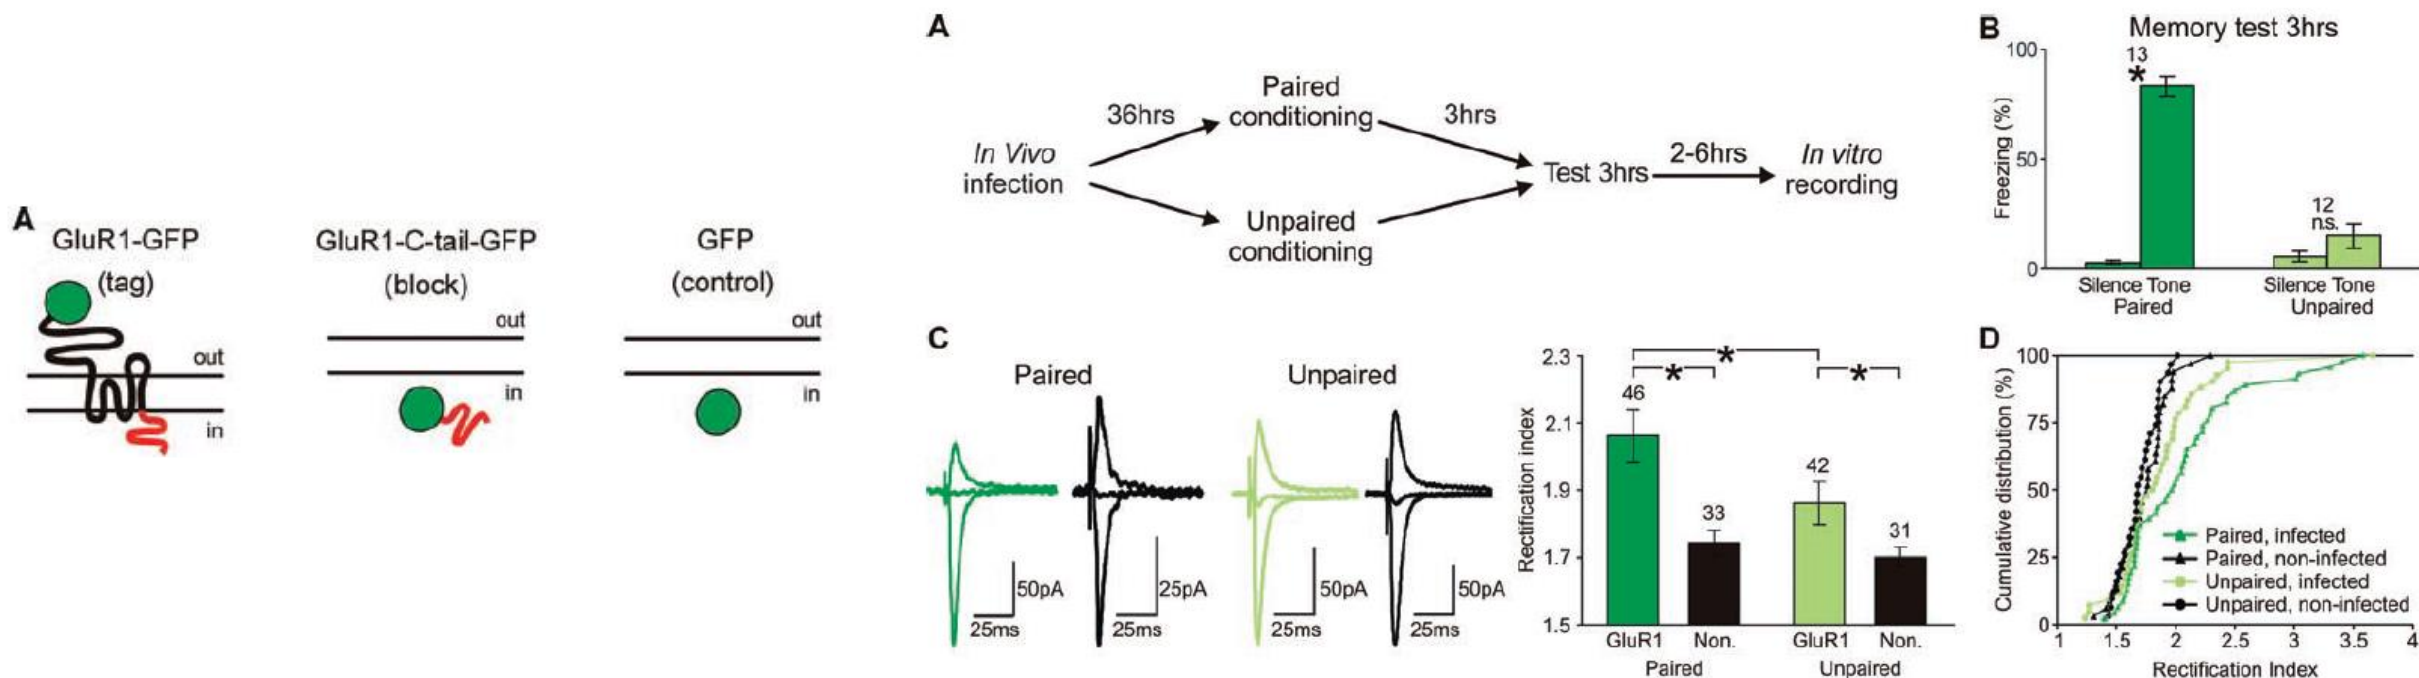 A
GluR1-GFP
(tag)
out
in
GluR1-C-tail-GFP
(block)
out
in
GFP
(control)
out
in
A
In Vivo
infection
36hrs
Paired
conditioning
Unpaired
conditioning
3hrs
Test 3hrs
2-6hrs
In vitro
recording
B
Memory test 3hrs
Freezing (%)
100
50
0
13
*
12
n.s.
Silence Tone
Paired
Silence Tone
Unpaired
C
Paired
Unpaired
50pA
25ms
25pA
25ms
50pA
25ms
50pA
25ms
Rectification index
2.3
2.1
1.9
1.7
1.5
*
*
*
46
33
42
31
GluR1 Non.
Paired
GluR1 Non.
Unpaired
D
Cumulative distribution (%)
100
75
50
25
0
Paired, infected
Paired, non-infected
Unpaired, infected
Unpaired, non-infected
1 1.5 2 2.5 3 3.5 4
Rectification Index